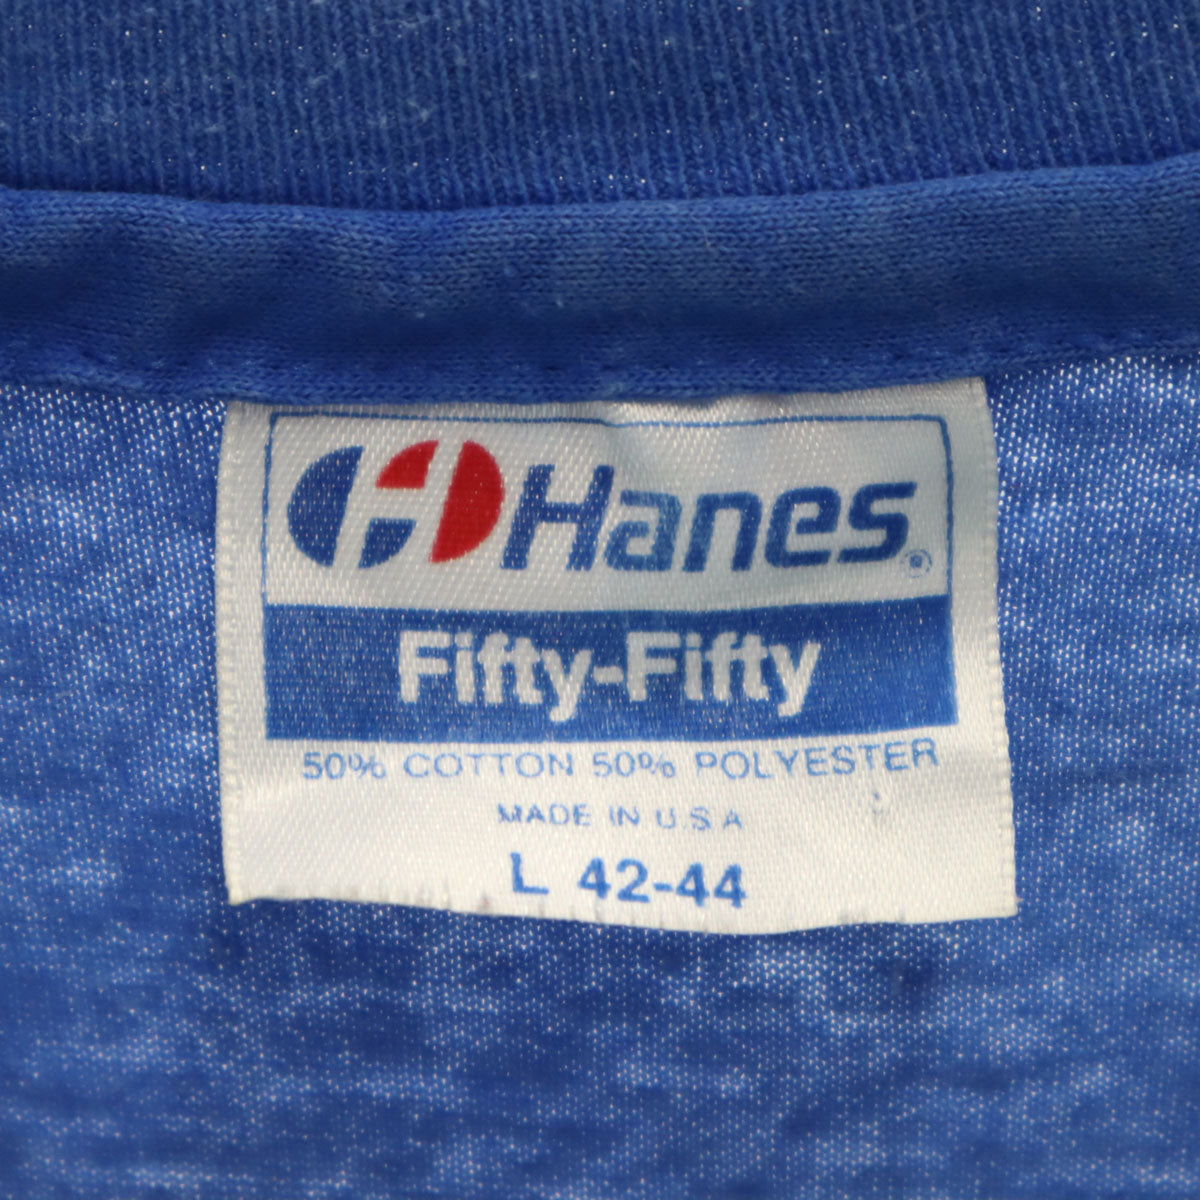 Hanes®
Fifty-Fifty
50% COTTON 50% POLYESTER
MADE IN U.S.A
L 42-44